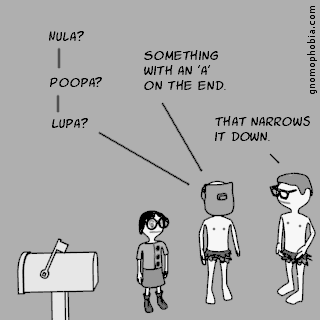 NULA?
POOPA?
LUPA?
SOMETHING
WITH AN 'A'
ON THE END.
THAT NARROWS
IT DOWN.
gnomophobia.com